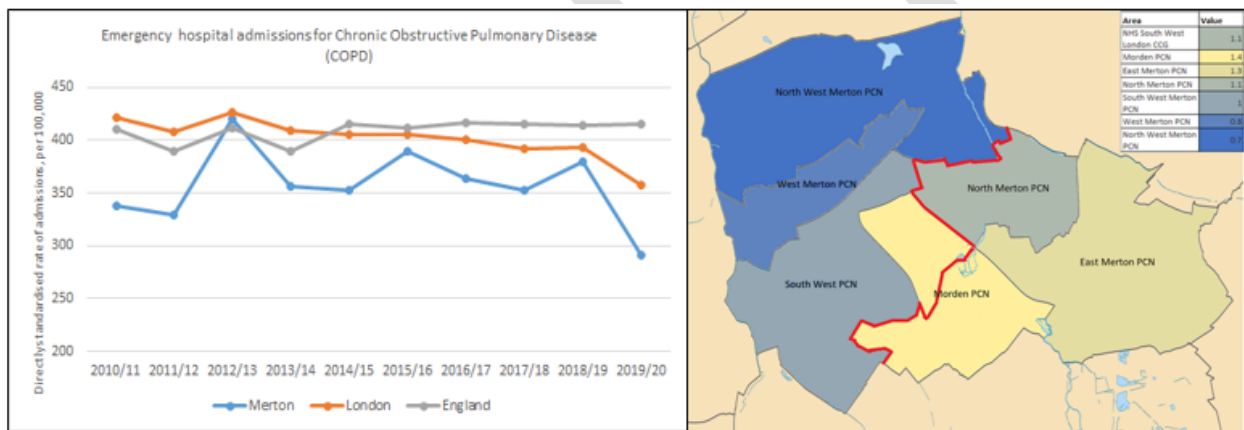 Emergency hospital admissions for Chronic Obstructive Pulmonary Disease
(COPD)
Directly standardised rate of admissions, per 100,000
450
400
350
300
250
200
2010/11 2011/12 2012/13 2013/14 2014/15 2015/16 2016/17 2017/18 2018/19 2019/20
Merton London England
Area Value
NHS South West
London CCG 1.1
Morden PCN 1.4
East Merton PCN 1.3
North Merton PCN 1.1
South West Merton
PCN 1
West Merton PCN 0.8
North West Merton
PCN 0.7
North West Merton PCN
West Merton PCN
North Merton PCN
East Merton PCN
South West PCN
Morden PCN